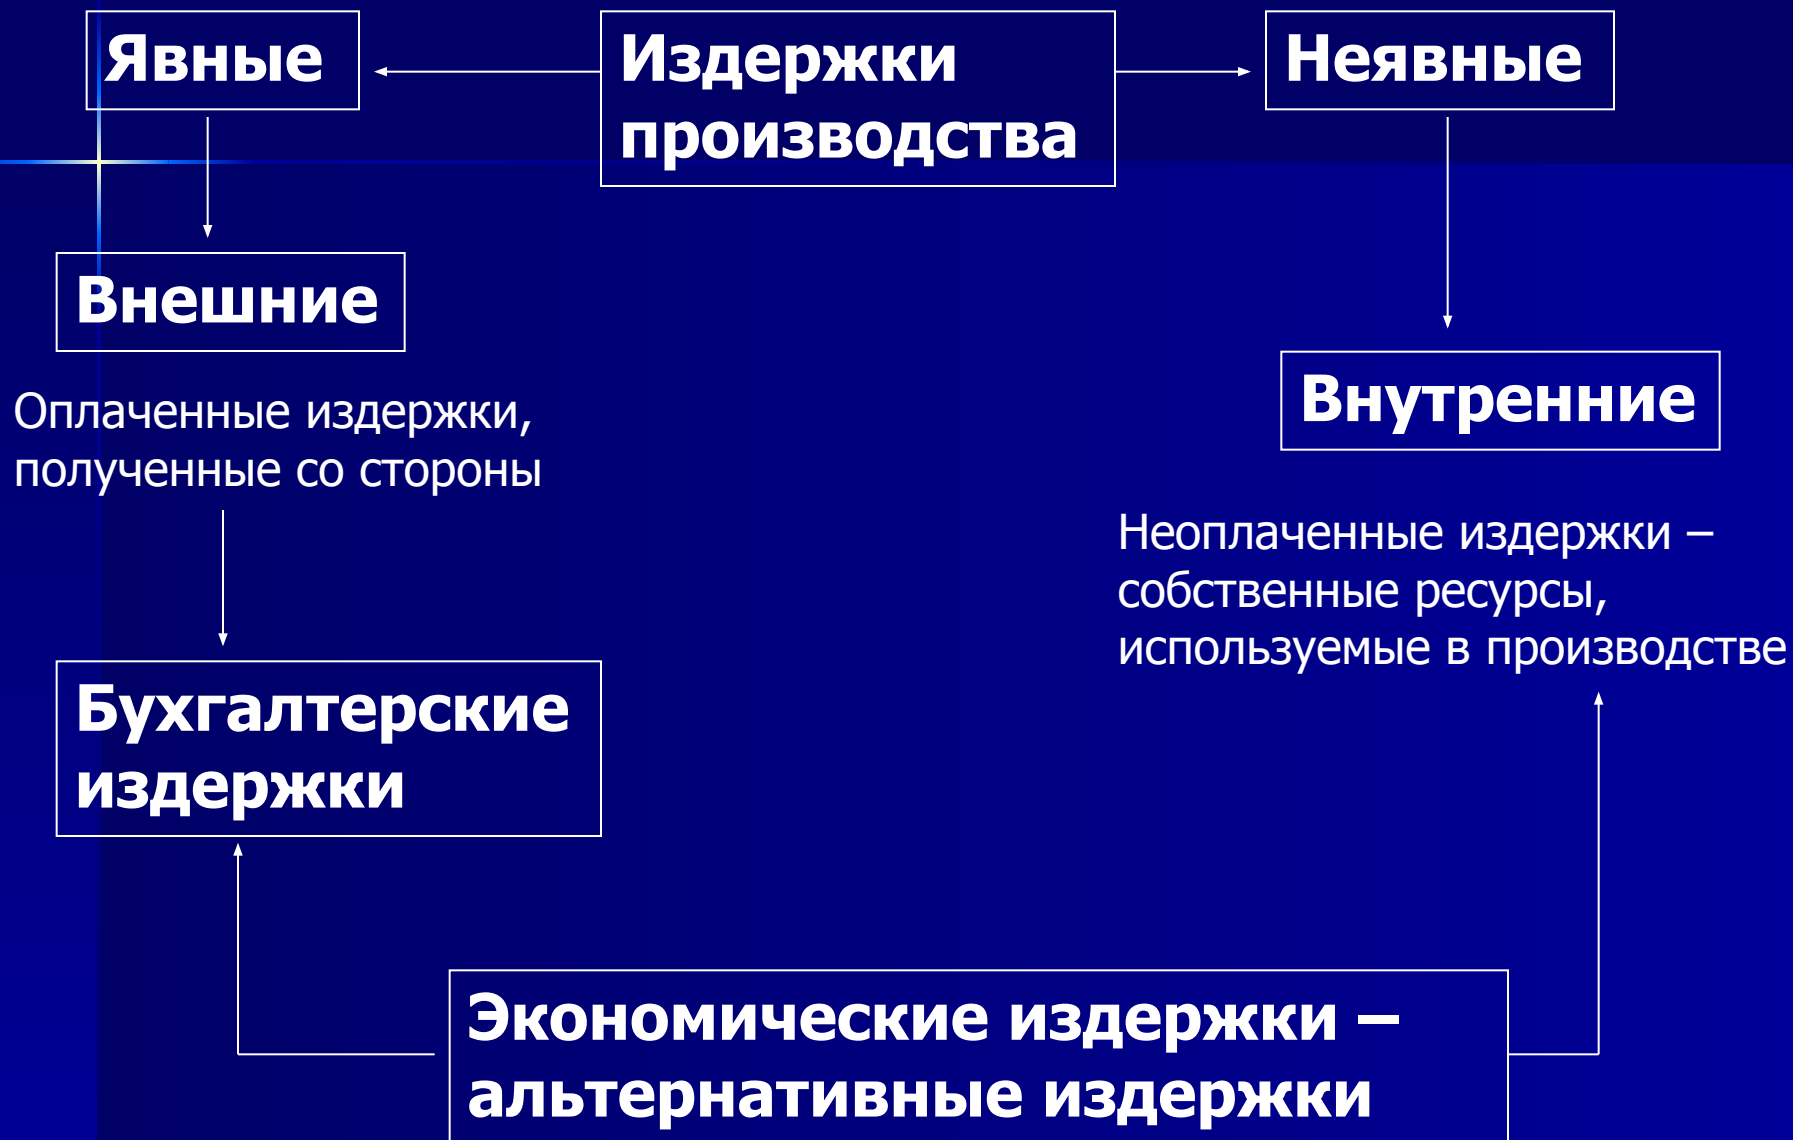 Явные
Издержки
производства
Неявные
Внешние
Оплаченные издержки,
полученные со стороны
Внутренние
Неоплаченные издержки –
собственные ресурсы,
используемые в производстве
Бухгалтерские
издержки
Экономические издержки –
альтернативные издержки